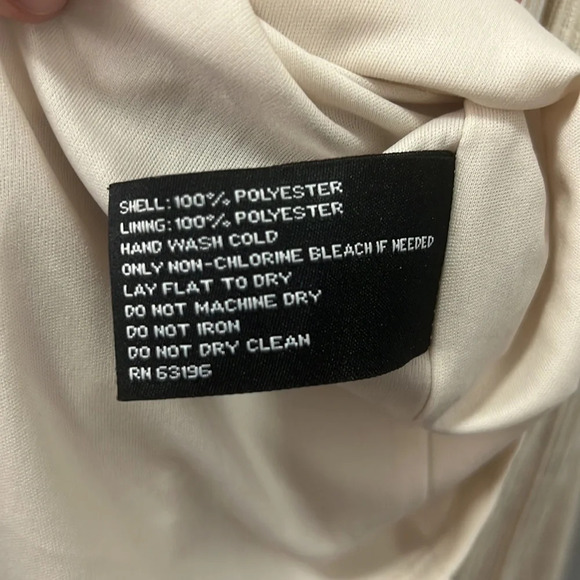 SHELL: 100% POLYESTER
LINING: 100% POLYESTER
HAND WASH COLD
ONLY NON-CHLORINE BLEACH IF NEEDED
LAY FLAT TO DRY
DO NOT MACHINE DRY
DO NOT IRON
DO NOT DRY CLEAN
RN 63196